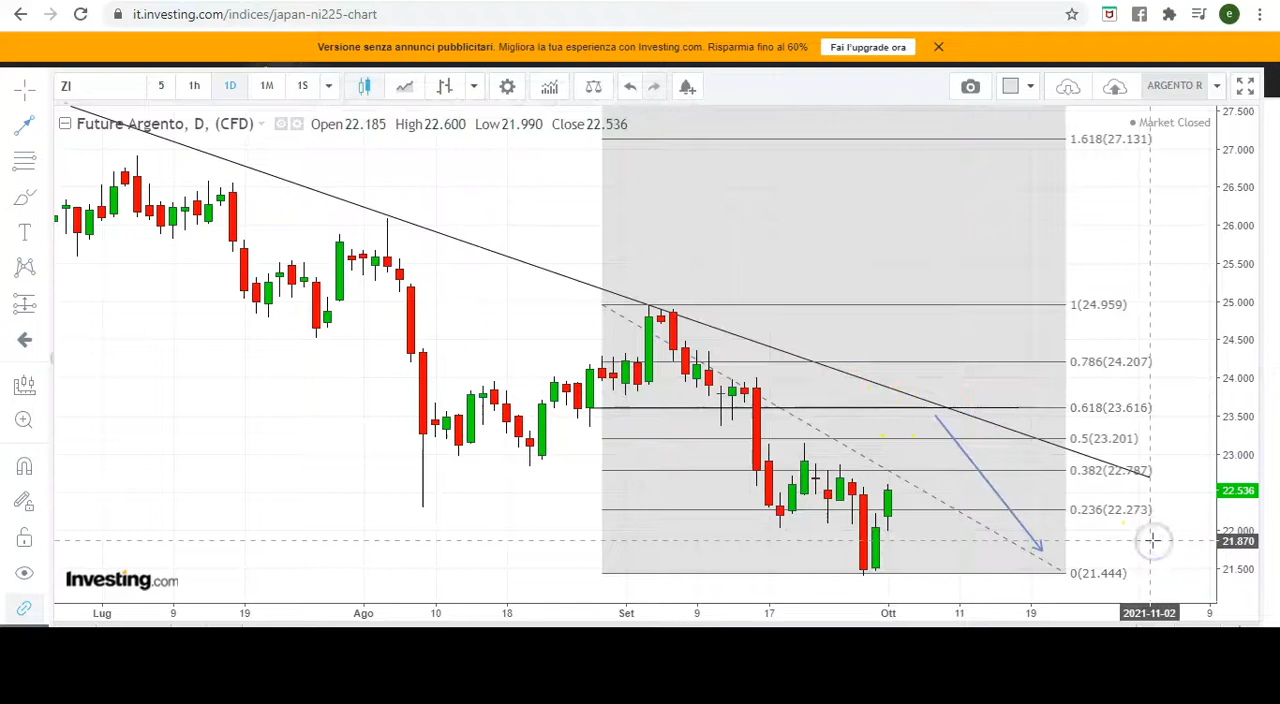 it.investing.com/indices/japan-ni225-chart
e
Versione senza annunci pubblicitari. Migliora la tua esperienza con Investing.com. Risparmia fino al 60%
Fai l'upgrade ora
ZI
5
1h
1D
1M
1S
ARGENTO R
Future Argento, D, (CFD)
Open 22.185 High 22.600 Low 21.990 Close 22.536
Market Closed
27.500
27.000
26.500
26.000
25.500
25.000
24.500
24.000
23.500
23.000
22.536
22.000
21.870
21.500
1.618(27.131)
1(24.959)
0.786(24.207)
0.618(23.616)
0.5(23.201)
0.382(22.787)
0.236(22.273)
0(21.444)
T
Investing.com
Lug
9
19
Ago
10
18
Set
9
17
Ott
11
19
2021-11-02
9